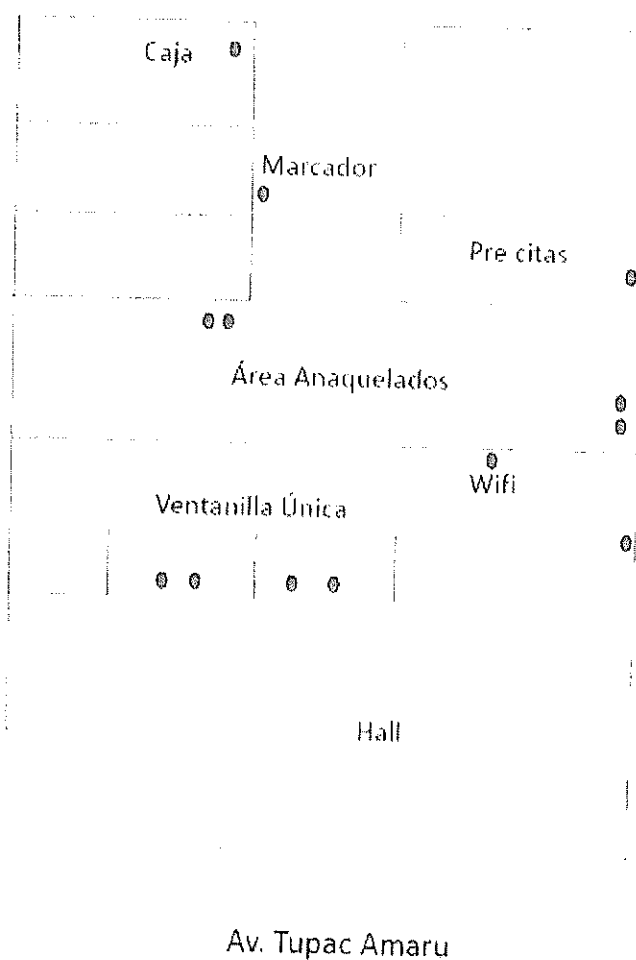 Caja
Marcador
Pre citas
Área Anaquelados
Wifi
Ventanilla Única
Hall
Av. Tupac Amaru